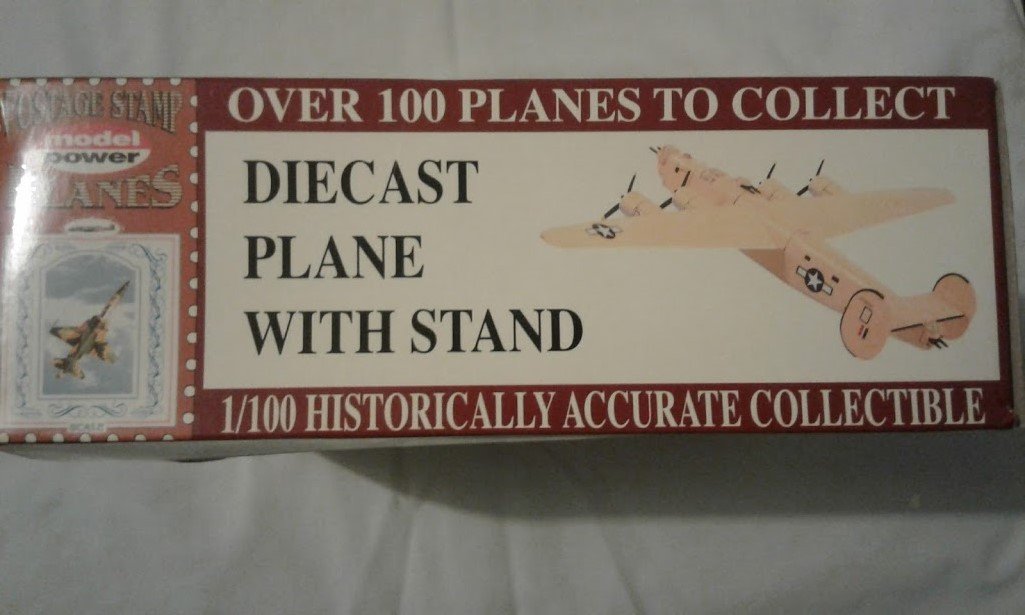 POSTAGE STAMP
model
power
PLANES
OVER 100 PLANES TO COLLECT
DIECAST
PLANE
WITH STAND
1/100 HISTORICALLY ACCURATE COLLECTIBLE